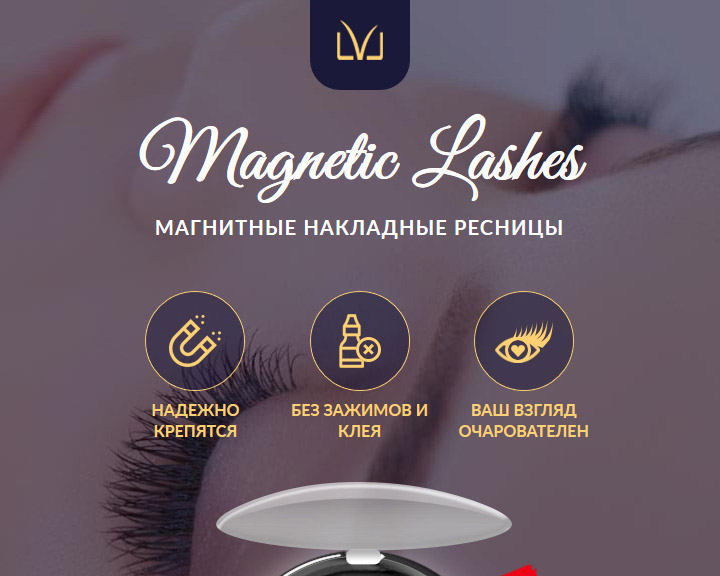 Magnetic Lashes
МАГНИТНЫЕ НАКЛАДНЫЕ РЕСНИЦЫ
НАДЕЖНО
КРЕПЯТСЯ
БЕЗ ЗАЖИМОВ И
КЛЕЯ
ВАШ ВЗГЛЯД
ОЧАРОВАТЕЛЕН